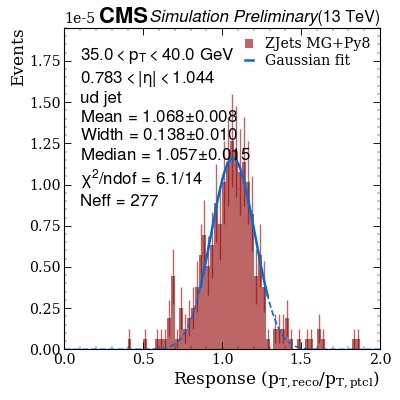 1e-5 CMS Simulation Preliminary (13 TeV)
Events
ZJets MG+Py8
Gaussian fit
35.0 < p_T < 40.0 GeV
0.783 < |η| < 1.044
ud jet
Mean = 1.068±0.008
Width = 0.138±0.010
Median = 1.057±0.015
χ²/ndof = 6.1/14
Neff = 277
1.75
1.50
1.25
1.00
0.75
0.50
0.25
0.00
0.0 0.5 1.0 1.5 2.0
Response (p_T,reco/p_T,ptcl)